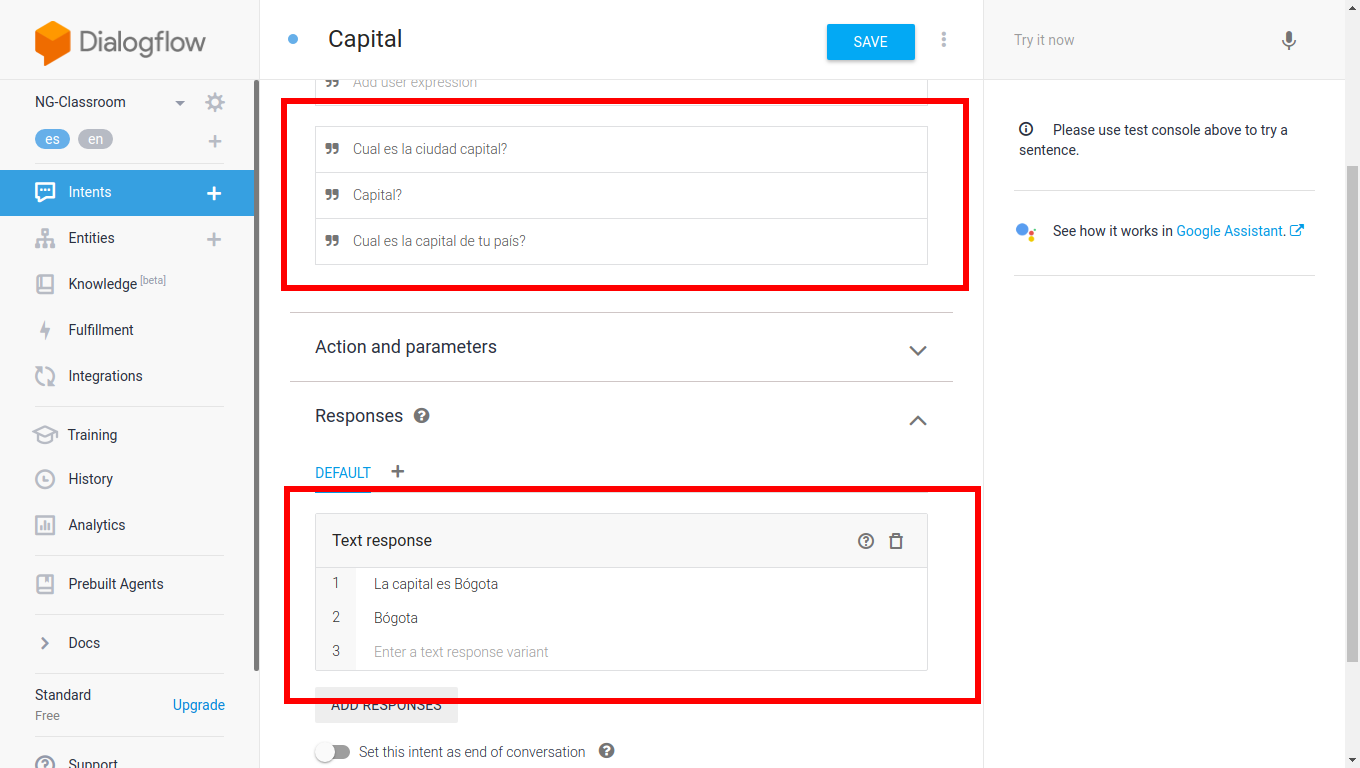 Dialogflow
NG-Classroom
es en
Intents
Entities
Knowledge [beta]
Fulfillment
Integrations
Training
History
Analytics
Prebuilt Agents
Docs
Standard
Free
Upgrade
Support
Capital
SAVE
Add user expression
Cual es la ciudad capital?
Capital?
Cual es la capital de tu país?
Action and parameters
Responses
DEFAULT
Text response
1 La capital es Bógota
2 Bógota
3 Enter a text response variant
ADD RESPONSES
Set this intent as end of conversation
Try it now
Please use test console above to try a
sentence.
See how it works in Google Assistant.